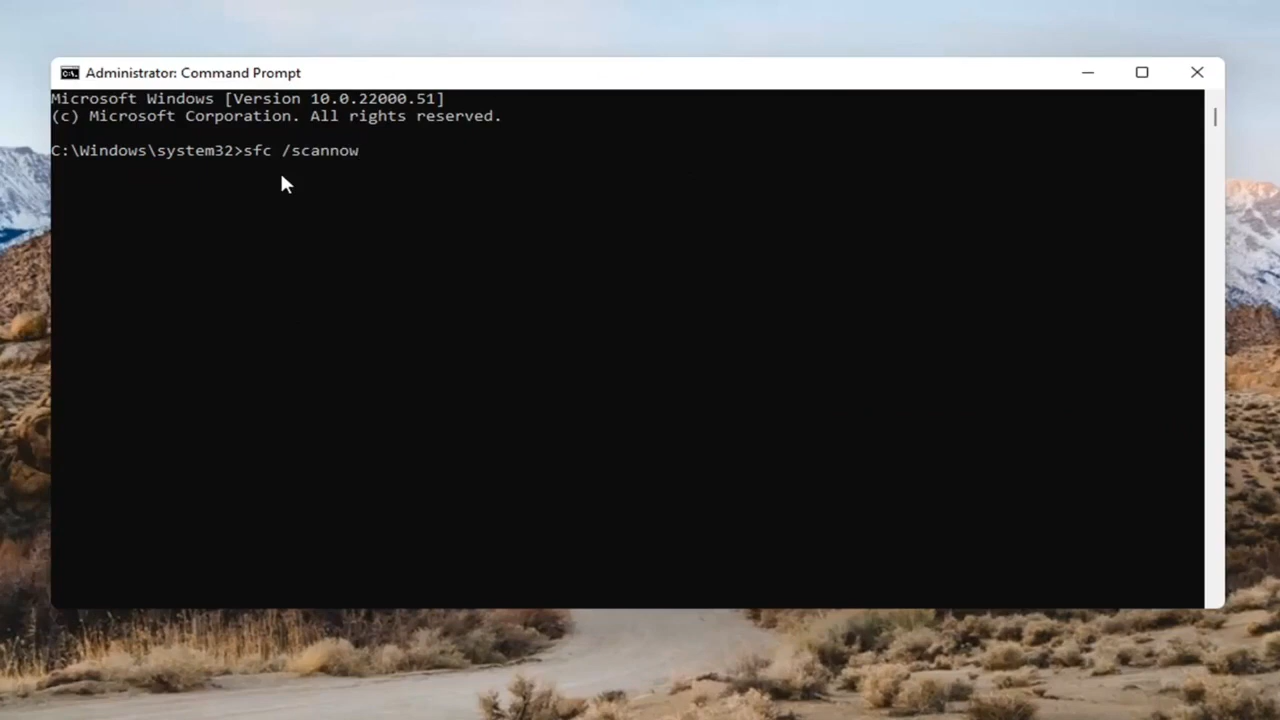 Administrator: Command Prompt
Microsoft Windows [Version 10.0.22000.51]
(c) Microsoft Corporation. All rights reserved.
C:\Windows\system32>sfc /scannow